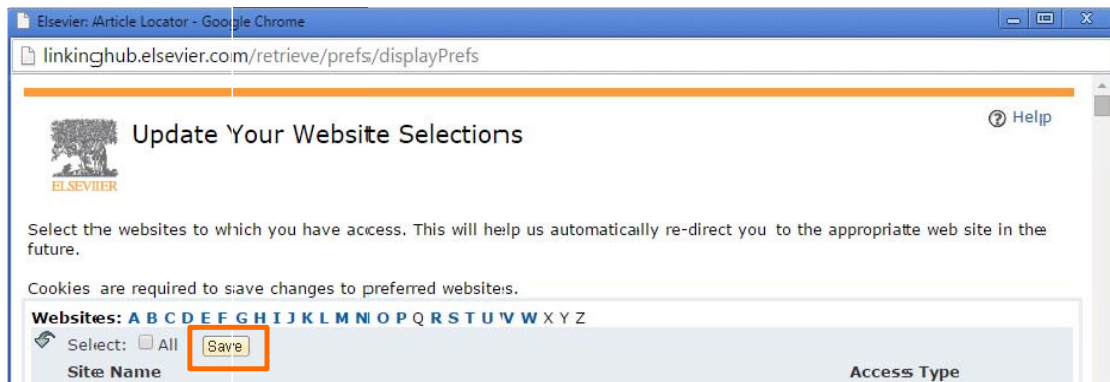 Elsevier: Article Locator - Google Chrome
linkinghub.elsevier.com/retrieve/prefs/displayPrefs
Help
Update Your Website Selections
ELSEVIER
Select the websites to which you have access. This will help us automatically re-direct you to the appropriate web site in the
future.
Cookies are required to save changes to preferred websites.
Websites: A B C D E F G H I J K L M N O P Q R S T U V W X Y Z
Select: All Save
Site Name Access Type